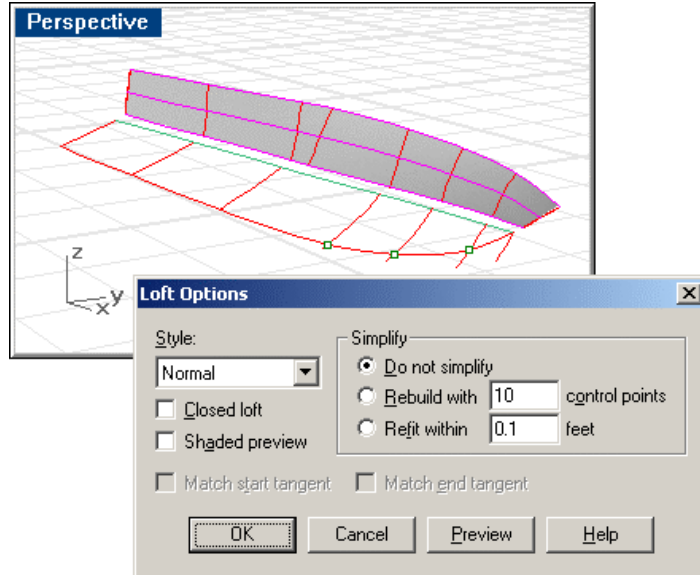 Perspective
z
y
x
Loft Options
Style:
Normal
Closed loft
Shaded preview
Simplify
Do not simplify
Rebuild with 10 control points
Refit within 0.1 feet
Match start tangent Match end tangent
OK Cancel Preview Help